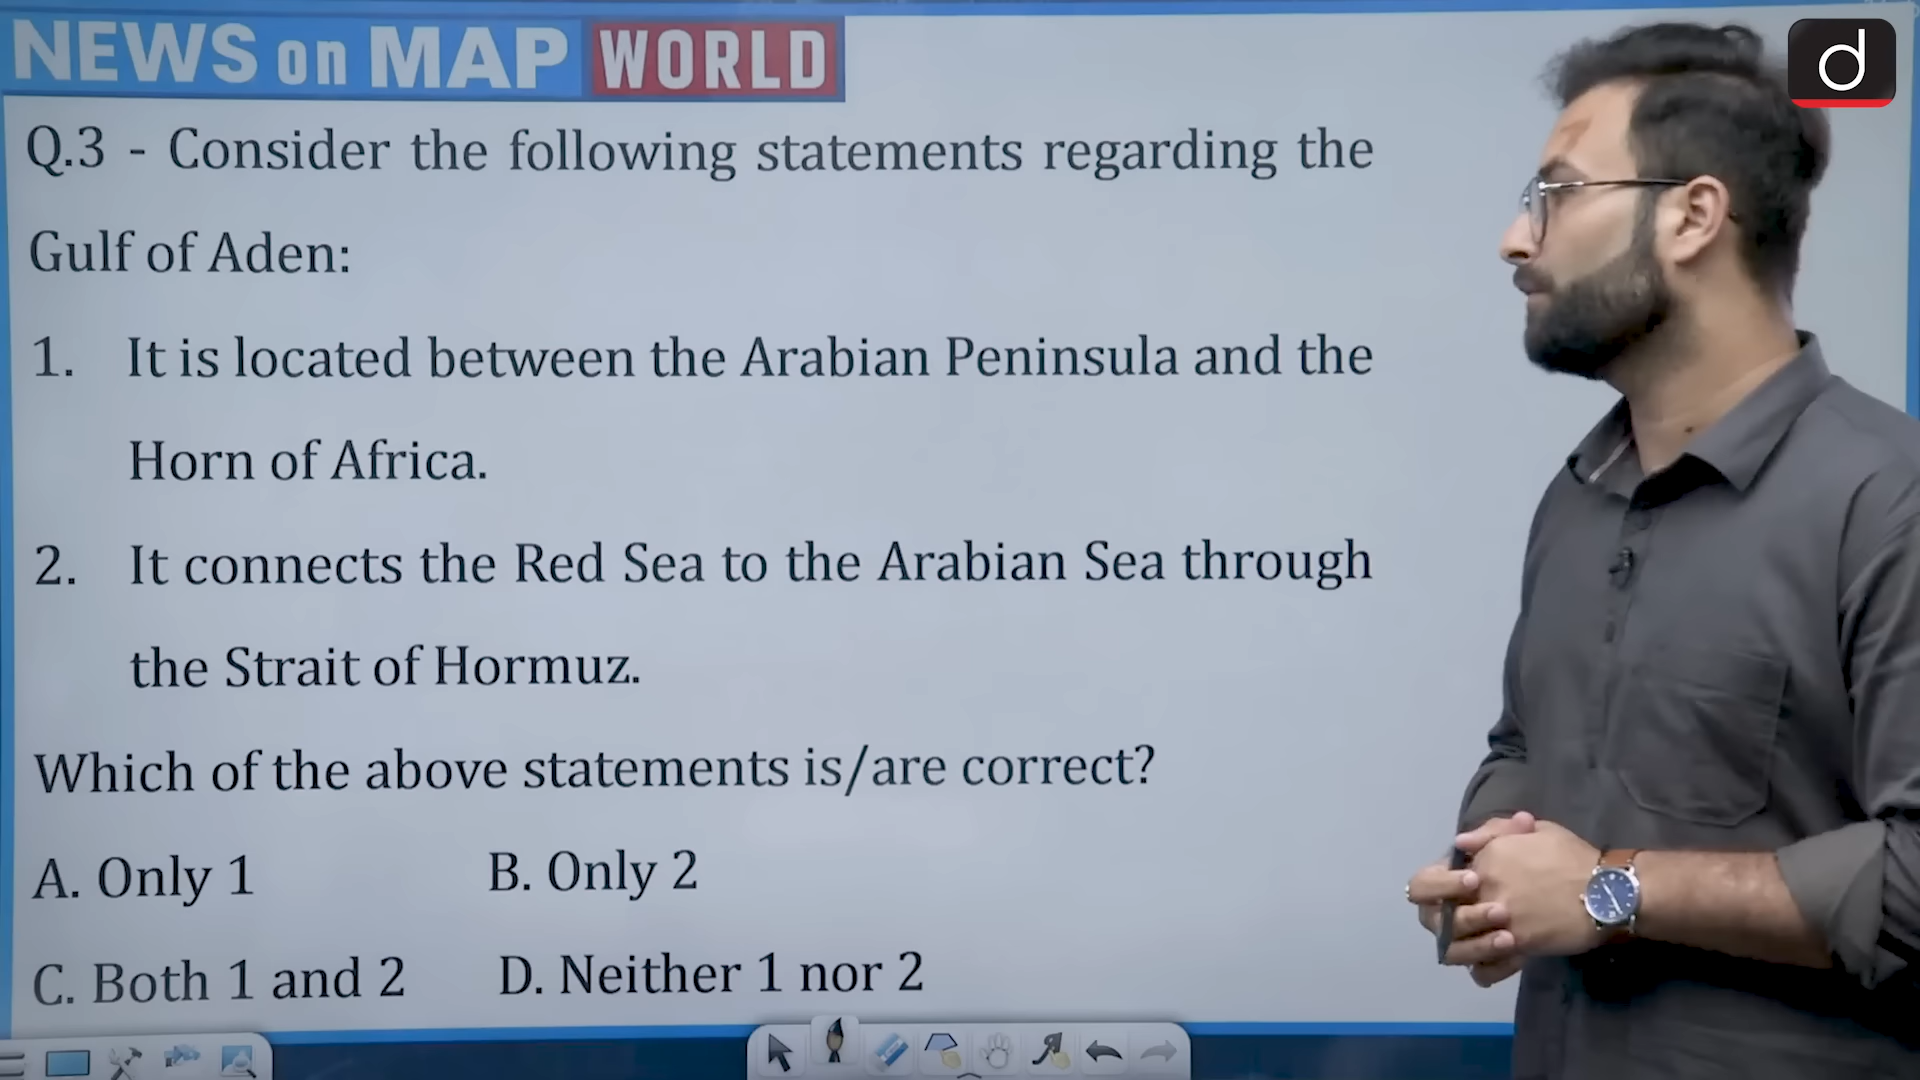 NEWS on MAP WORLD
d
Q.3 - Consider the following statements regarding the
Gulf of Aden:
1. It is located between the Arabian Peninsula and the
Horn of Africa.
2. It connects the Red Sea to the Arabian Sea through
the Strait of Hormuz.
Which of the above statements is/are correct?
A. Only 1 B. Only 2
C. Both 1 and 2 D. Neither 1 nor 2